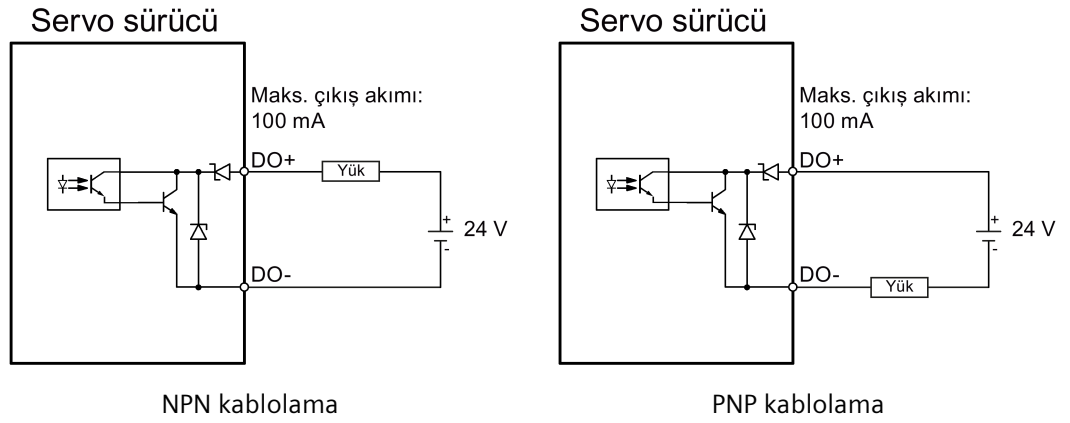 Servo sürücü
Maks. çıkış akımı:
100 mA
DO+
Yük
+
24 V
-
DO-
NPN kablolama
Servo sürücü
Maks. çıkış akımı:
100 mA
DO+
+
24 V
-
DO-
Yük
PNP kablolama